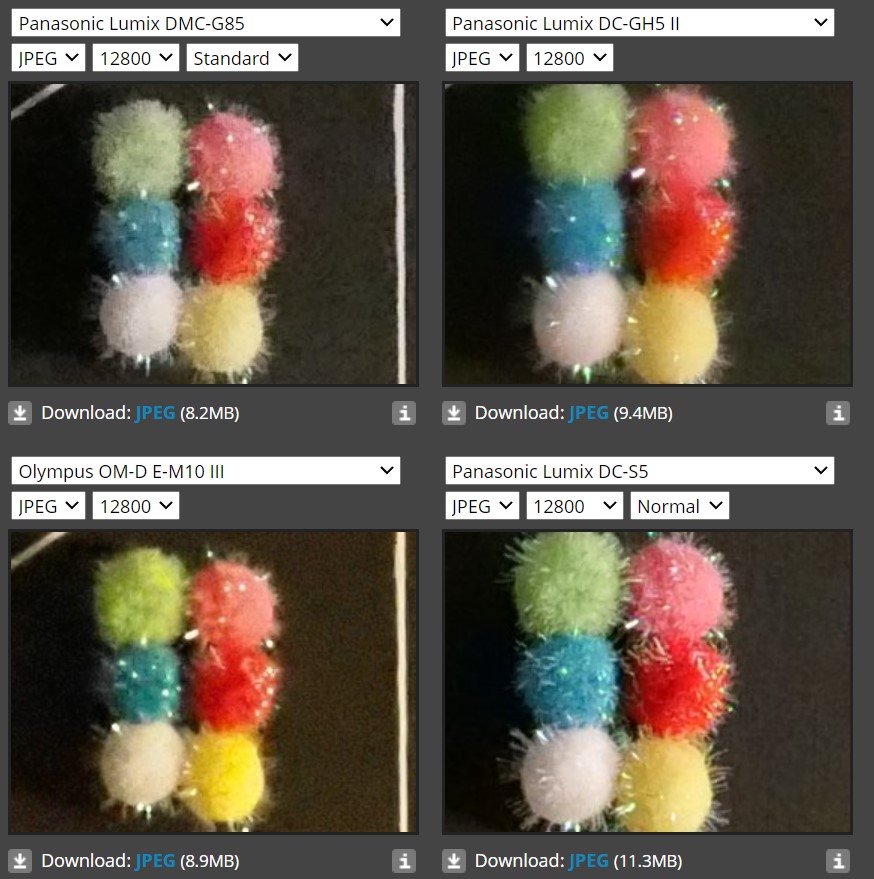 Panasonic Lumix DMC-G85
JPEG 12800 Standard
Download: JPEG (8.2MB)
Panasonic Lumix DC-GH5 II
JPEG 12800
Download: JPEG (9.4MB)
Olympus OM-D E-M10 III
JPEG 12800
Download: JPEG (8.9MB)
Panasonic Lumix DC-S5
JPEG 12800 Normal
Download: JPEG (11.3MB)